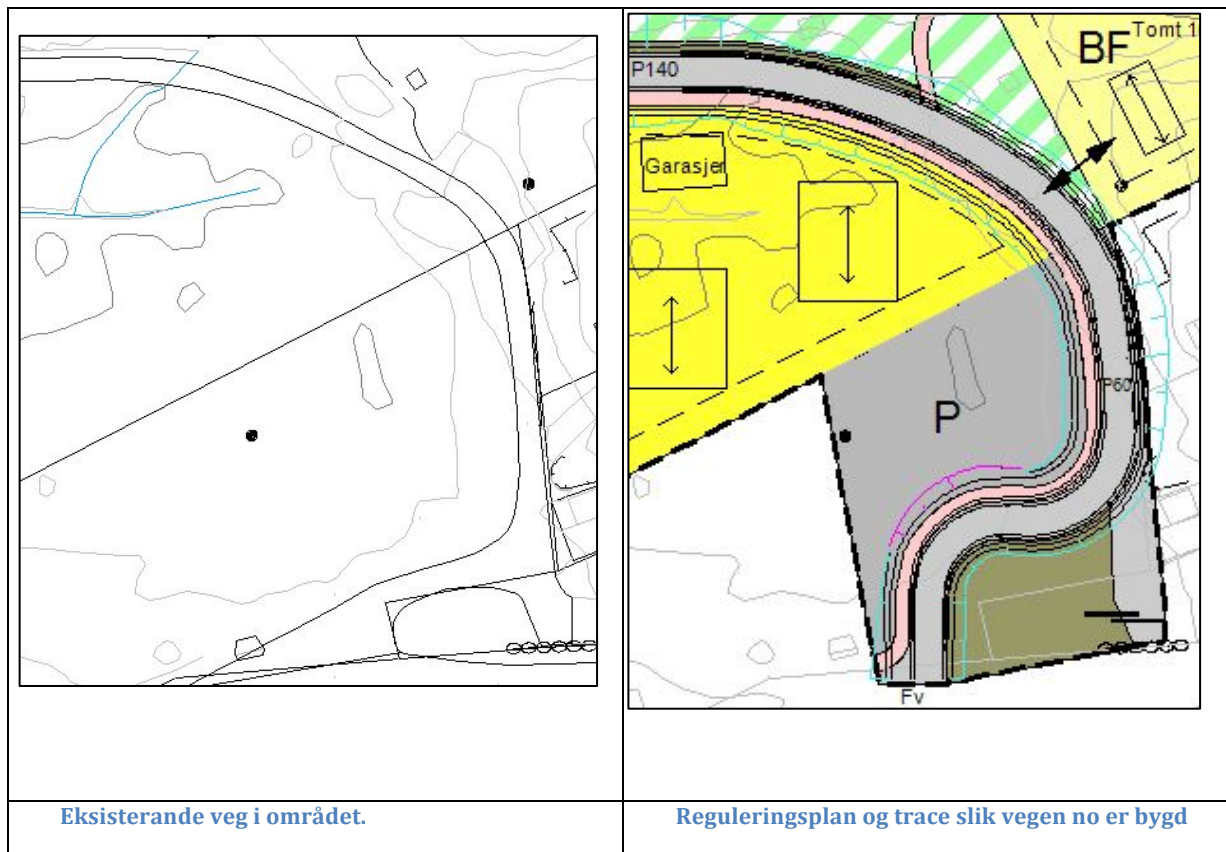 BF
Tomt 1
P140
Garasjer
P60
P
Fv
Eksisterande veg i området.
Reguleringsplan og trace slik vegen no er bygd